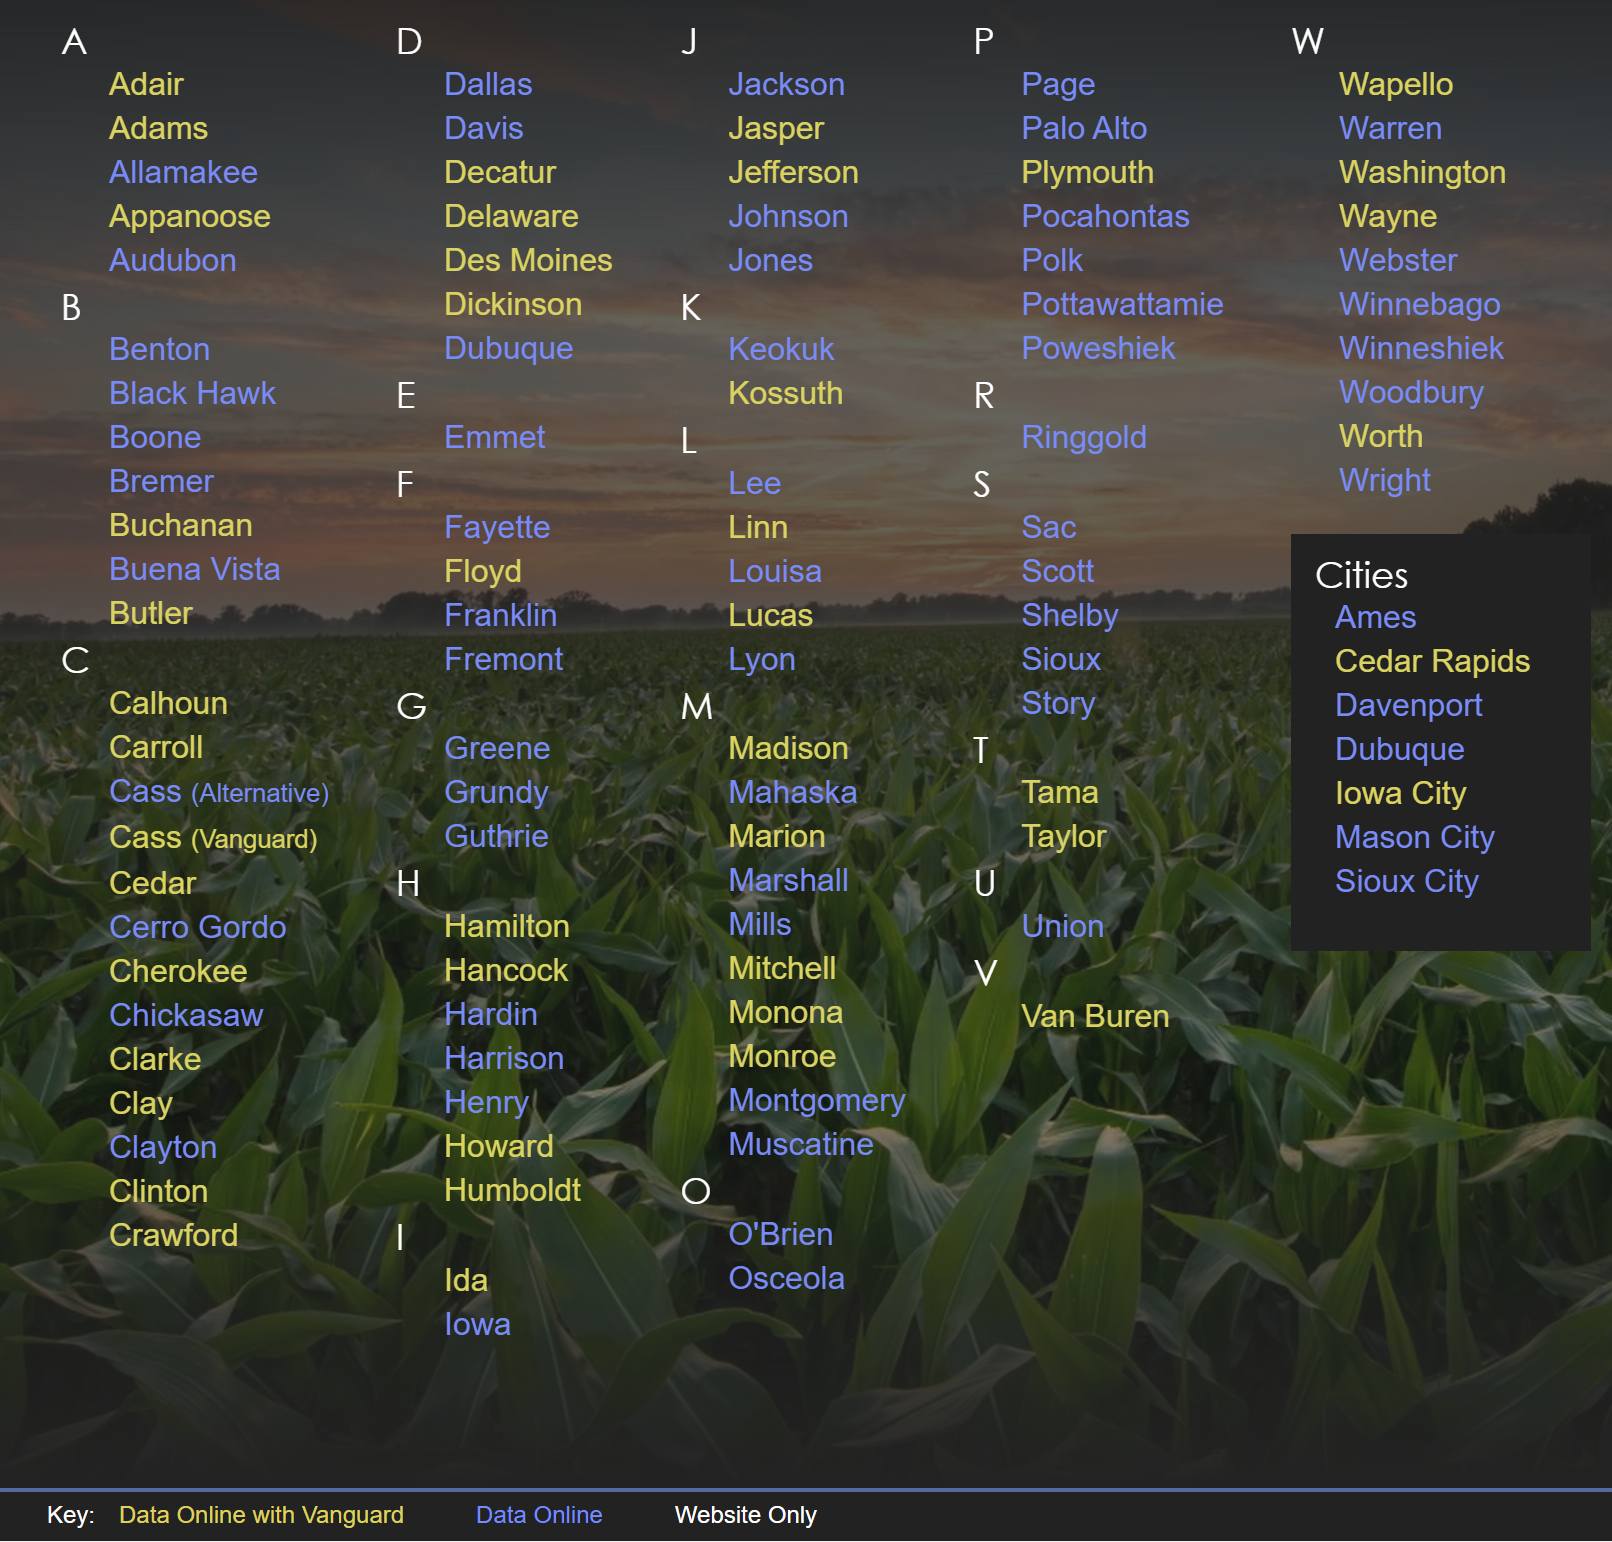 A
Adair
Adams
Allamakee
Appanoose
Audubon
B
Benton
Black Hawk
Boone
Bremer
Buchanan
Buena Vista
Butler
C
Calhoun
Carroll
Cass (Alternative)
Cass (Vanguard)
Cedar
Cerro Gordo
Cherokee
Chickasaw
Clarke
Clay
Clayton
Clinton
Crawford
D
Dallas
Davis
Decatur
Delaware
Des Moines
Dickinson
Dubuque
E
Emmet
F
Fayette
Floyd
Franklin
Fremont
G
Greene
Grundy
Guthrie
H
Hamilton
Hancock
Hardin
Harrison
Henry
Howard
Humboldt
I
Ida
Iowa
J
Jackson
Jasper
Jefferson
Johnson
Jones
K
Keokuk
Kossuth
L
Lee
Linn
Louisa
Lucas
Lyon
M
Madison
Mahaska
Marion
Marshall
Mills
Mitchell
Monona
Monroe
Montgomery
Muscatine
O
O'Brien
Osceola
P
Page
Palo Alto
Plymouth
Pocahontas
Polk
Pottawattamie
Poweshiek
R
Ringgold
S
Sac
Scott
Shelby
Sioux
Story
T
Tama
Taylor
U
Union
V
Van Buren
W
Wapello
Warren
Washington
Wayne
Webster
Winnebago
Winneshiek
Woodbury
Worth
Wright
Cities
Ames
Cedar Rapids
Davenport
Dubuque
Iowa City
Mason City
Sioux City
Key: Data Online with Vanguard Data Online Website Only